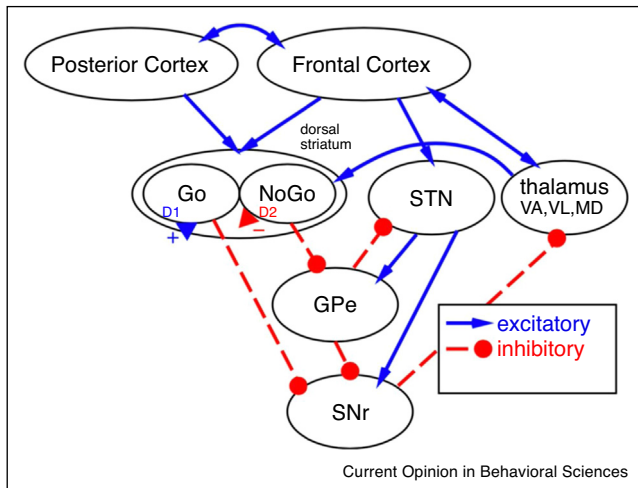 Posterior Cortex
Frontal Cortex
dorsal
striatum
Go
NoGo
D1
+
D2
−
STN
thalamus
VA,VL,MD
GPe
SNr
excitatory
inhibitory
Current Opinion in Behavioral Sciences